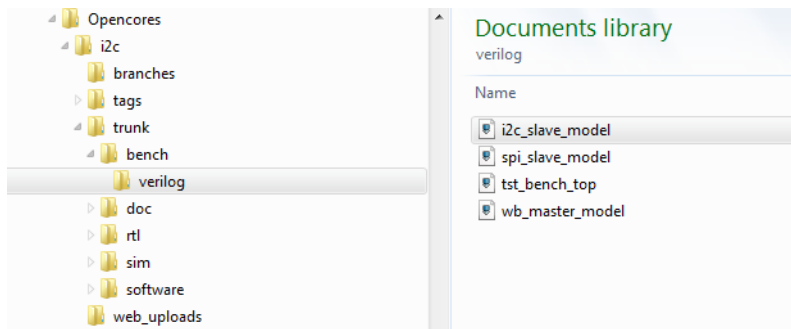 Opencores
i2c
branches
tags
trunk
bench
verilog
doc
rtl
sim
software
web_uploads
Documents library
verilog
Name
i2c_slave_model
spi_slave_model
tst_bench_top
wb_master_model